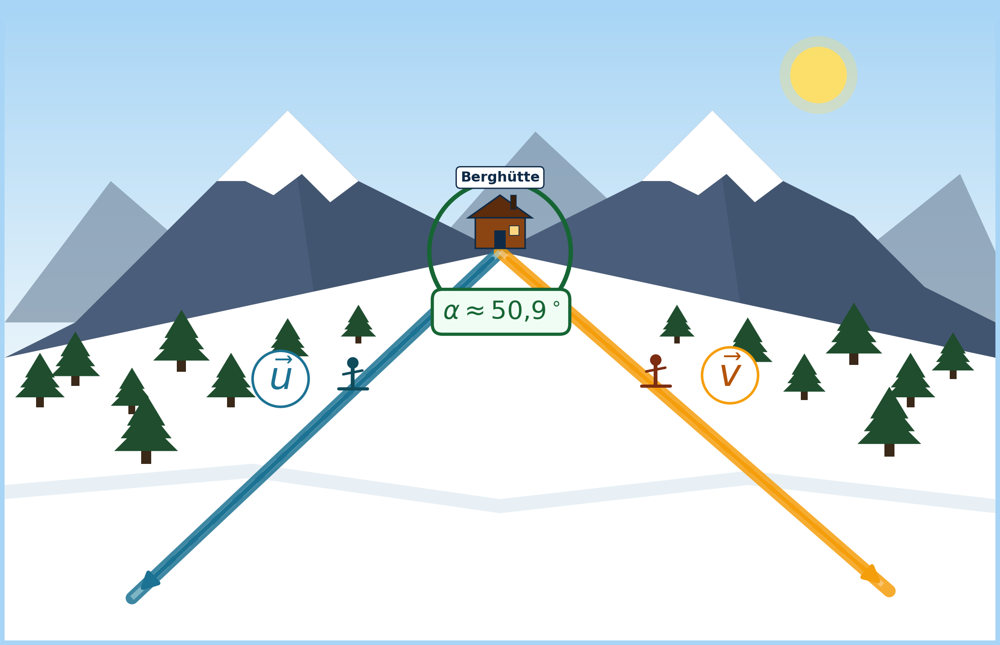 Berghütte
α ≈ 50,9°
u⃗
v⃗